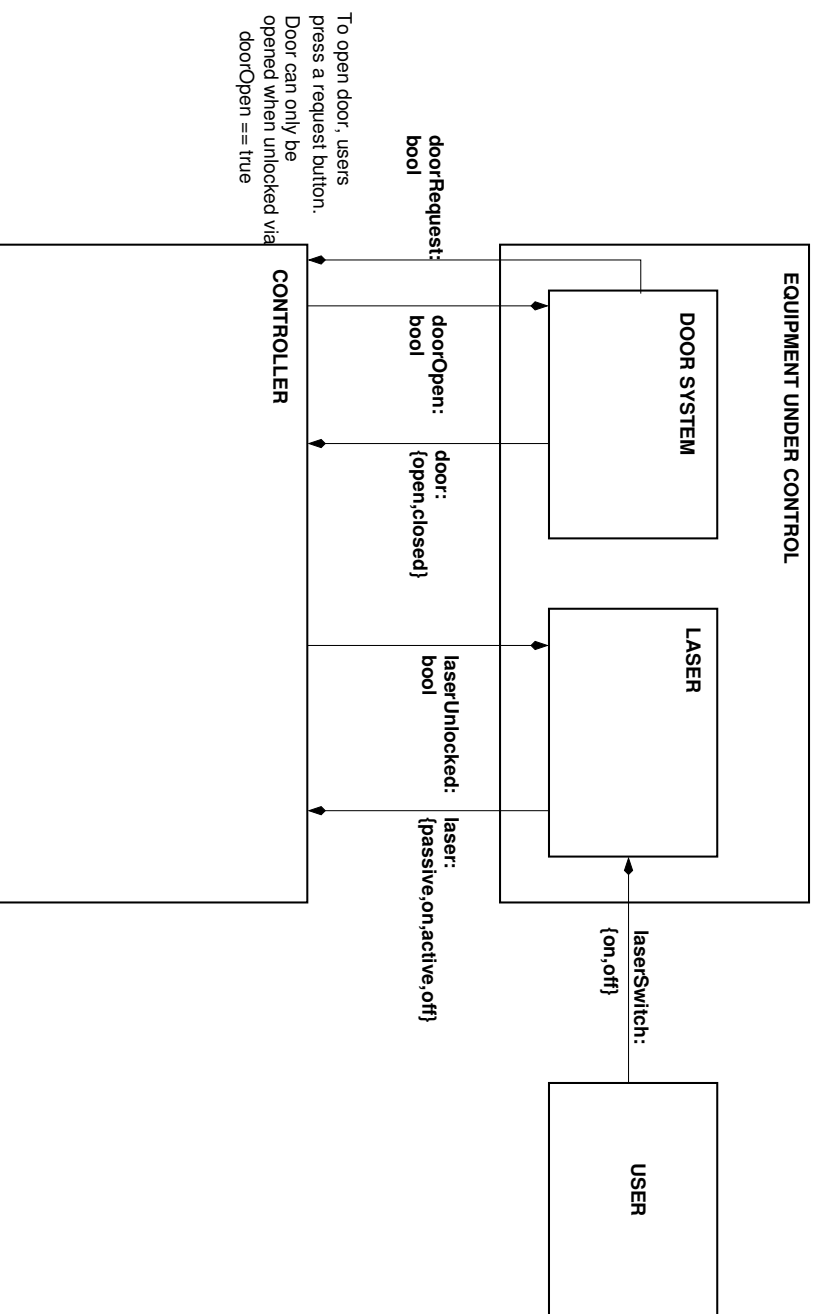 EQUIPMENT UNDER CONTROL
DOOR SYSTEM
LASER
USER
laserSwitch:
{on,off}
doorRequest:
bool
doorOpen:
bool
door:
{open,closed}
laserUnlocked:
bool
laser:
{passive,on,active,off}
To open door, users
press a request button.
Door can only be
opened when unlocked via
doorOpen == true
CONTROLLER